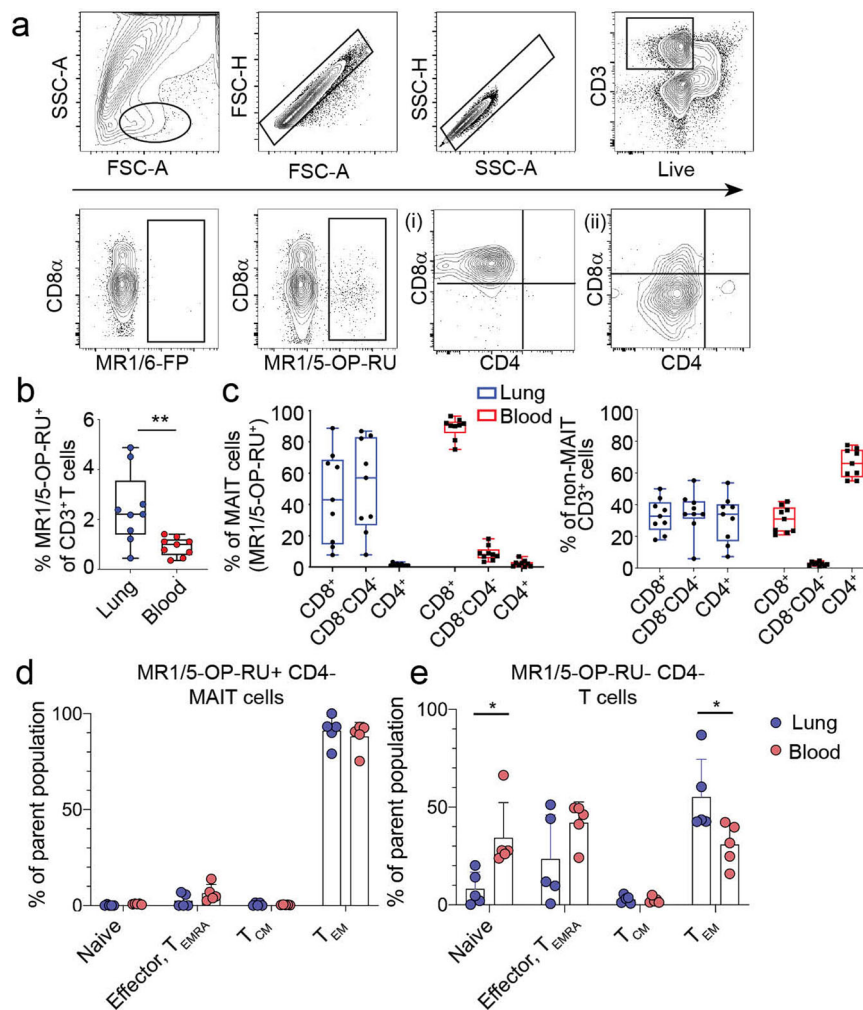 a
SSC-A
FSC-A
FSC-H
FSC-A
SSC-H
SSC-A
CD3
Live
CD8α
MR1/6-FP
CD8α
MR1/5-OP-RU
(i)
CD8α
CD4
(ii)
CD8α
CD4
b
% MR1/5-OP-RU+
of CD3+ T cells
6
4
2
0
**
Lung
Blood
c
% of MAIT cells
(MR1/5-OP-RU+)
100
80
60
40
20
0
CD8+
CD8-CD4-
CD4+
CD8+
CD8-CD4-
CD4+
Lung
Blood
% of non-MAIT
CD3+ cells
100
80
60
40
20
0
CD8+
CD8-CD4-
CD4+
CD8+
CD8-CD4-
CD4+
d
MR1/5-OP-RU+ CD4-
MAIT cells
% of parent population
100
50
0
Naive
Effector, TEMRA
TCM
TEM
e
MR1/5-OP-RU- CD4-
T cells
% of parent population
100
50
0
*
*
Naive
Effector, TEMRA
TCM
TEM
Lung
Blood